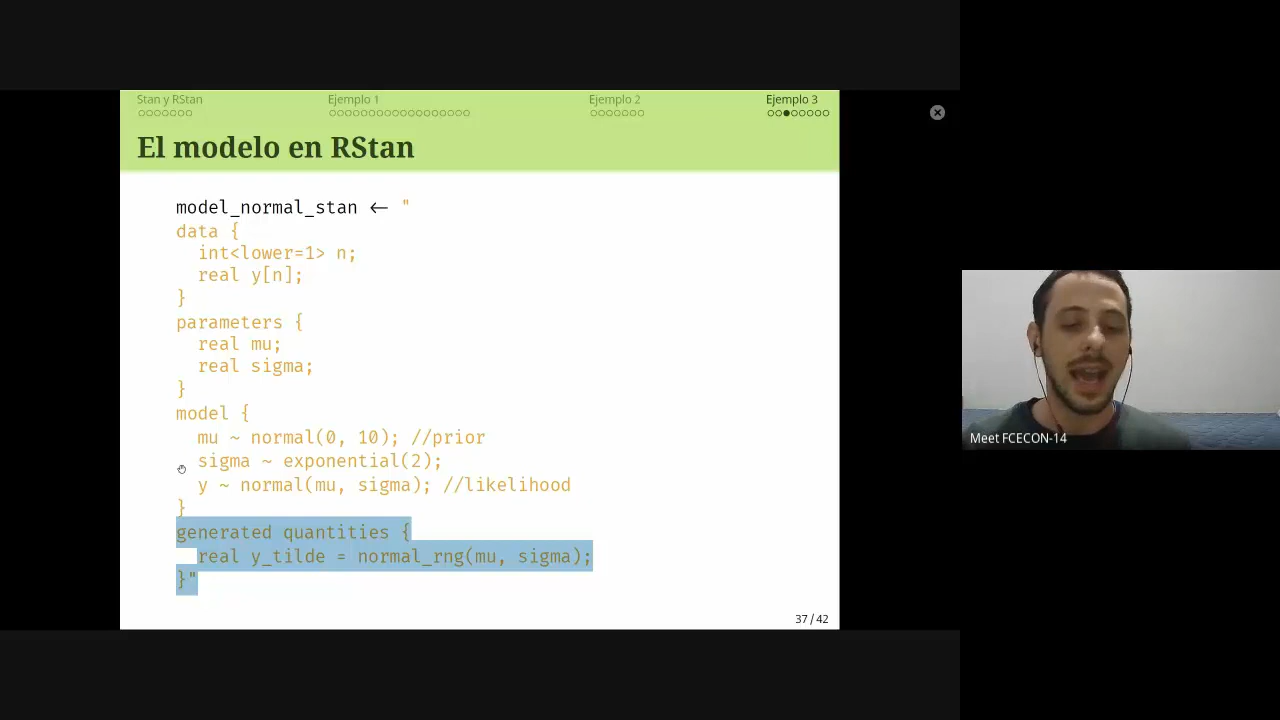 Stan y RStan
Ejemplo 1
Ejemplo 2
Ejemplo 3
El modelo en RStan
model_normal_stan ← "
data {
  int<lower=1> n;
  real y[n];
}
parameters {
  real mu;
  real sigma;
}
model {
  mu ~ normal(0, 10); //prior
  sigma ~ exponential(2);
  y ~ normal(mu, sigma); //likelihood
}
generated quantities {
  real y_tilde = normal_rng(mu, sigma);
}"
37 / 42
Meet FCECON-14